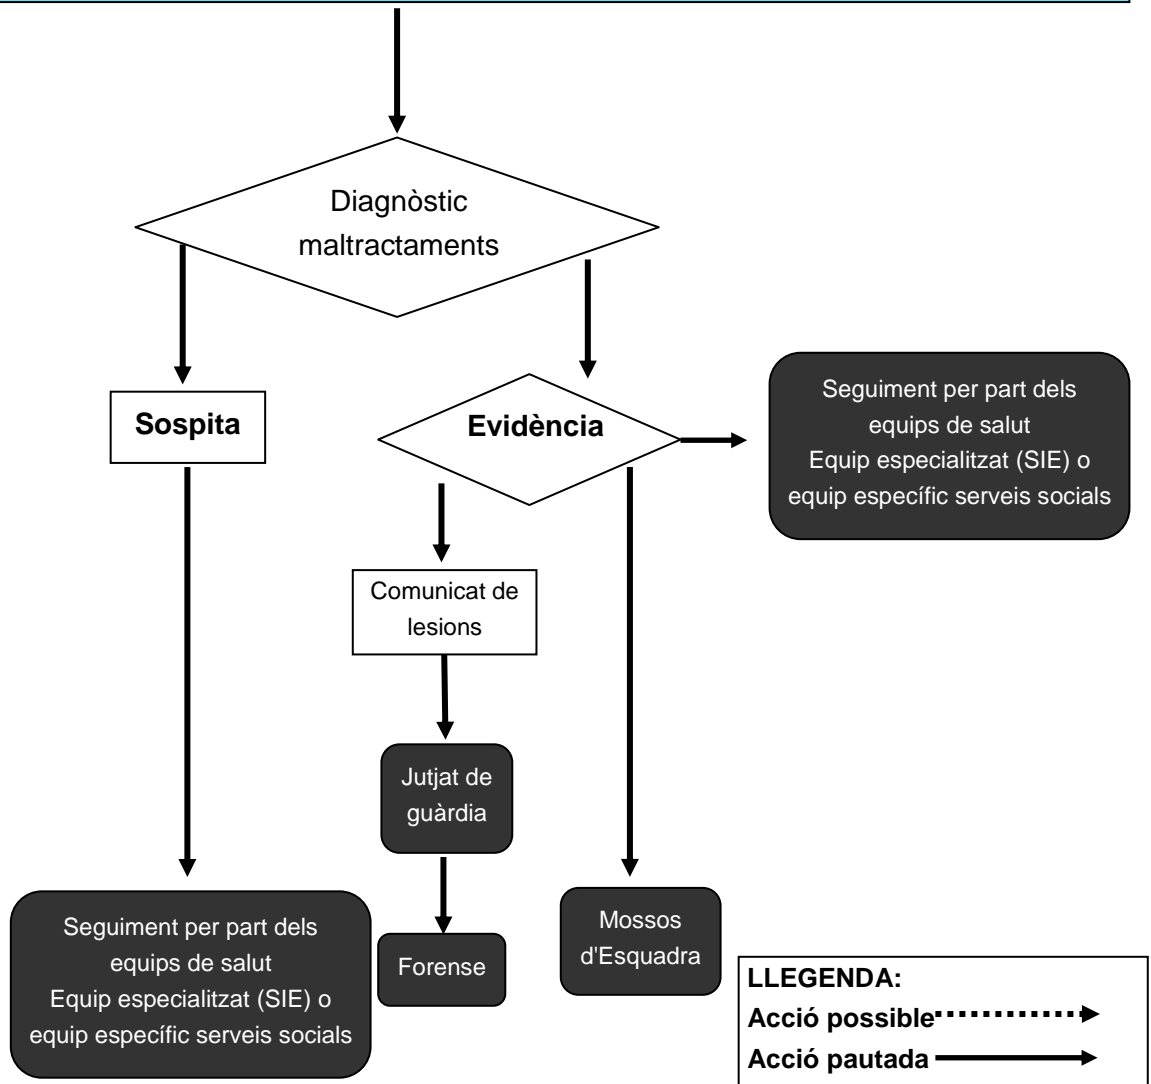 Diagnòstic
maltractaments
Sospita
Evidència
Seguiment per part dels
equips de salut
Equip especialitzat (SIE) o
equip específic serveis socials
Comunicat de
lesions
Jutjat de
guàrdia
Forense
Mossos
d'Esquadra
Seguiment per part dels
equips de salut
Equip especialitzat (SIE) o
equip específic serveis socials
LLEGENDA:
Acció possible
Acció pautada